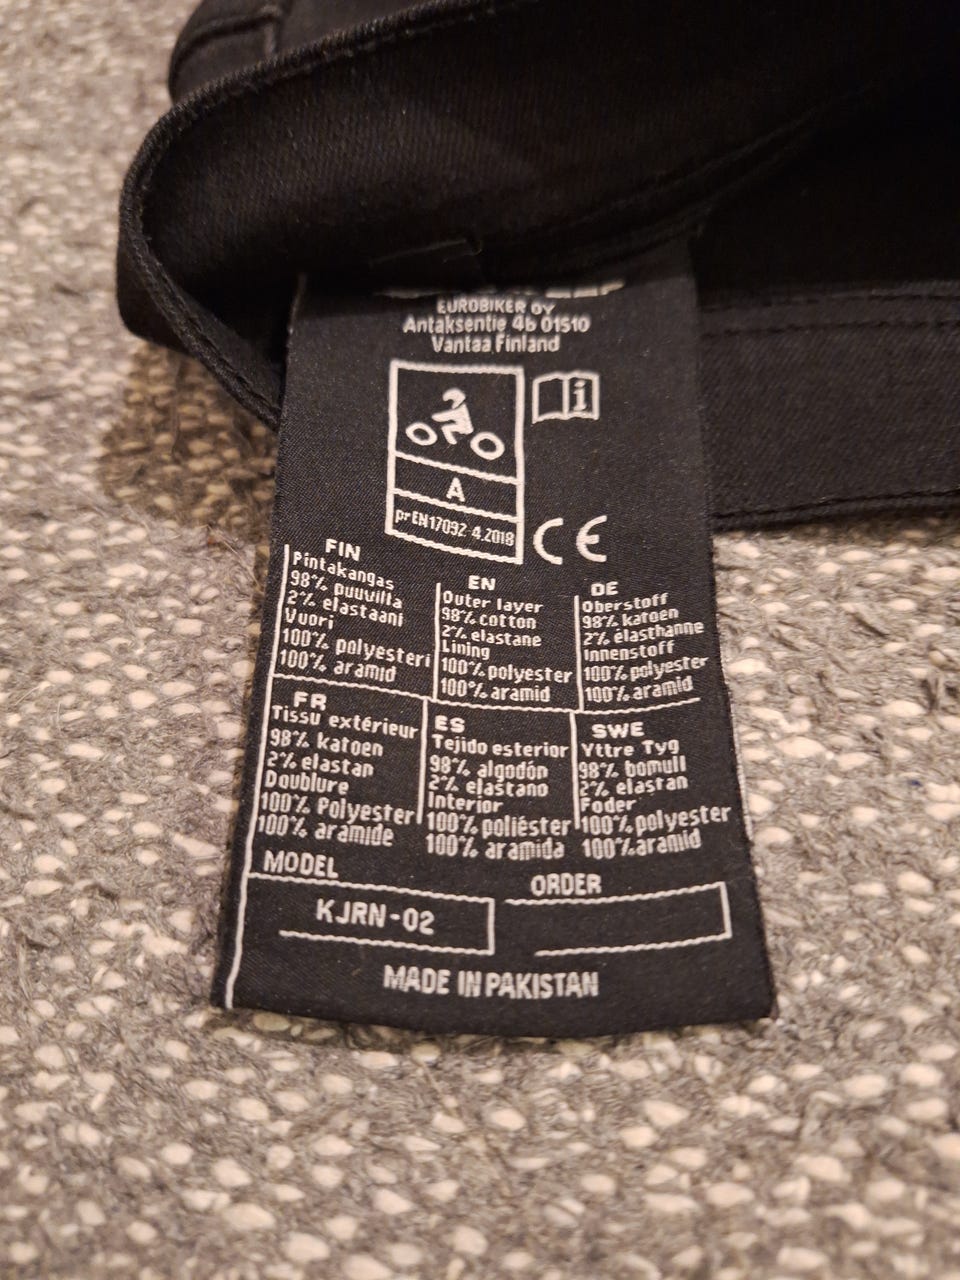 EUROBIKER OY
Antaksentie 4b 01510
Vantaa Finland
i
A
prEN17092-4.2018
CE
FIN
Pintakangas
98% puuvilla
2% elastaani
Vuori
100% polyesteri
100% aramid
EN
Outer layer
98% cotton
2% elastane
Lining
100% polyester
100% aramid
DE
Oberstoff
98% katoen
2% élasthanne
Innenstoff
100% polyester
100% aramid
FR
Tissu extérieur
98% katoen
2% elastan
Doublure
100% Polyester
100% aramide
ES
Tejido esterior
98% algodón
2% elastano
Interior
100% poliéster
100% aramida
SWE
Yttre Tyg
98% bomull
2% elastan
Foder
100% polyester
100% aramid
MODEL
KJRN-02
ORDER
MADE IN PAKISTAN